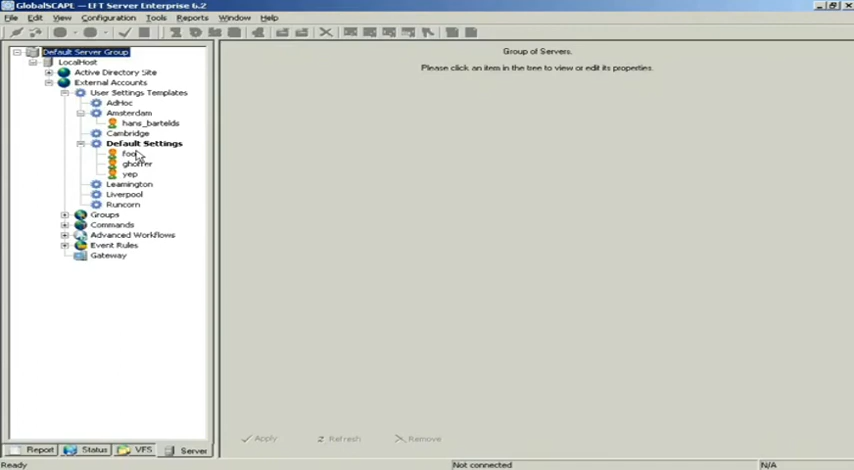 GlobalSCAPE - EFT Server Enterprise 6.2
File Edit View Configuration Tools Reports Window Help
Default Server Group
LocalHost
Active Directory Site
External Accounts
User Settings Templates
AdHoc
Amsterdam
hans_bartelds
Cambridge
Default Settings
foo
ghoffer
yep
Leamington
Liverpool
Runcorn
Groups
Commands
Advanced Workflows
Event Rules
Gateway
Group of Servers.
Please click an item in the tree to view or edit its properties.
Apply Refresh Remove
Report Status VFS Server
Ready Not connected N/A